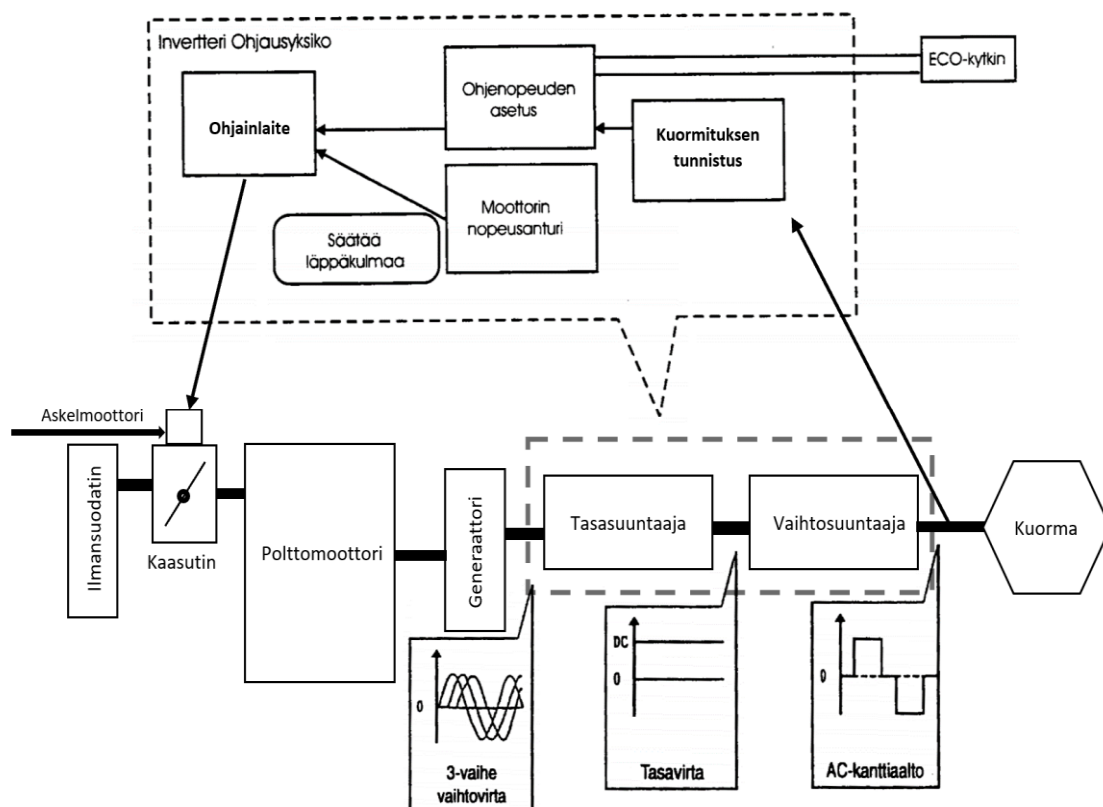 Invertteri Ohjausyksiko
ECO-kytkin
Ohjenopeuden
asetus
Ohjainlaite
Kuormituksen
tunnistus
Moottorin
nopeusanturi
Säätää
läppäkulmaa
Askelmoottori
Ilmansuodatin
Kaasutin
Polttomoottori
Generaattori
Tasasuuntaaja
Vaihtosuuntaaja
Kuorma
0
3-vaihe
vaihtovirta
DC
0
Tasavirta
0
AC-kanttiaalto